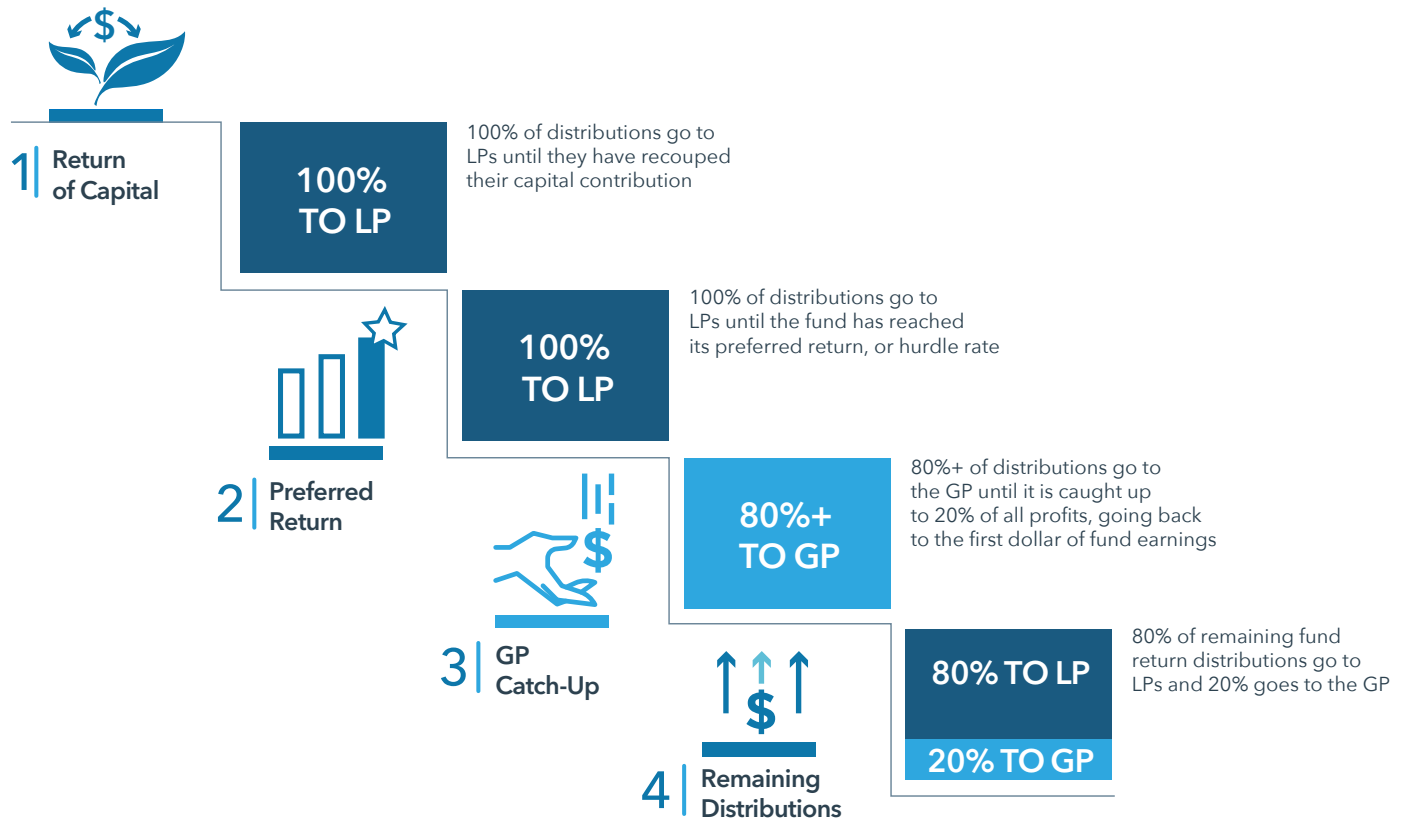 $
1
Return
of Capital
100%
TO LP
100% of distributions go to
LPs until they have recouped
their capital contribution
2
Preferred
Return
100%
TO LP
100% of distributions go to
LPs until the fund has reached
its preferred return, or hurdle rate
$
3
GP
Catch-Up
80%+
TO GP
80%+ of distributions go to
the GP until it is caught up
to 20% of all profits, going back
to the first dollar of fund earnings
$
4
Remaining
Distributions
80% TO LP
20% TO GP
80% of remaining fund
return distributions go to
LPs and 20% goes to the GP